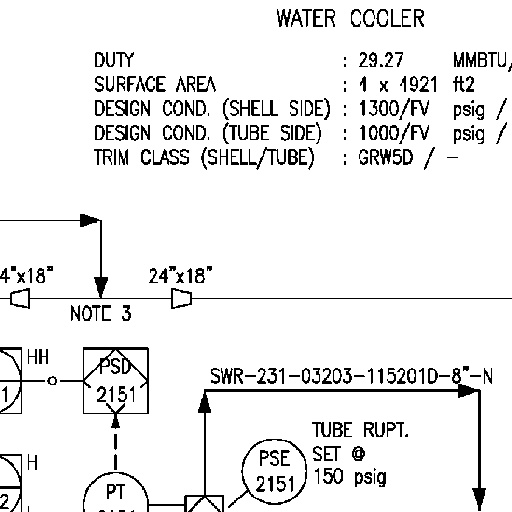 WATER COOLER
DUTY : 29.27 MMBTU/
SURFACE AREA : 1 x 4921 ft2
DESIGN COND. (SHELL SIDE) : 1300/FV psig /
DESIGN COND. (TUBE SIDE) : 1000/FV psig /
TRIM CLASS (SHELL/TUBE) : GRW5D / -
4"x18" 24"x18"
NOTE 3
HH
PSD
2151
1
SWR-231-03203-115201D-8"-N
TUBE RUPT.
SET @
150 psig
PSE
2151
H
2
PT